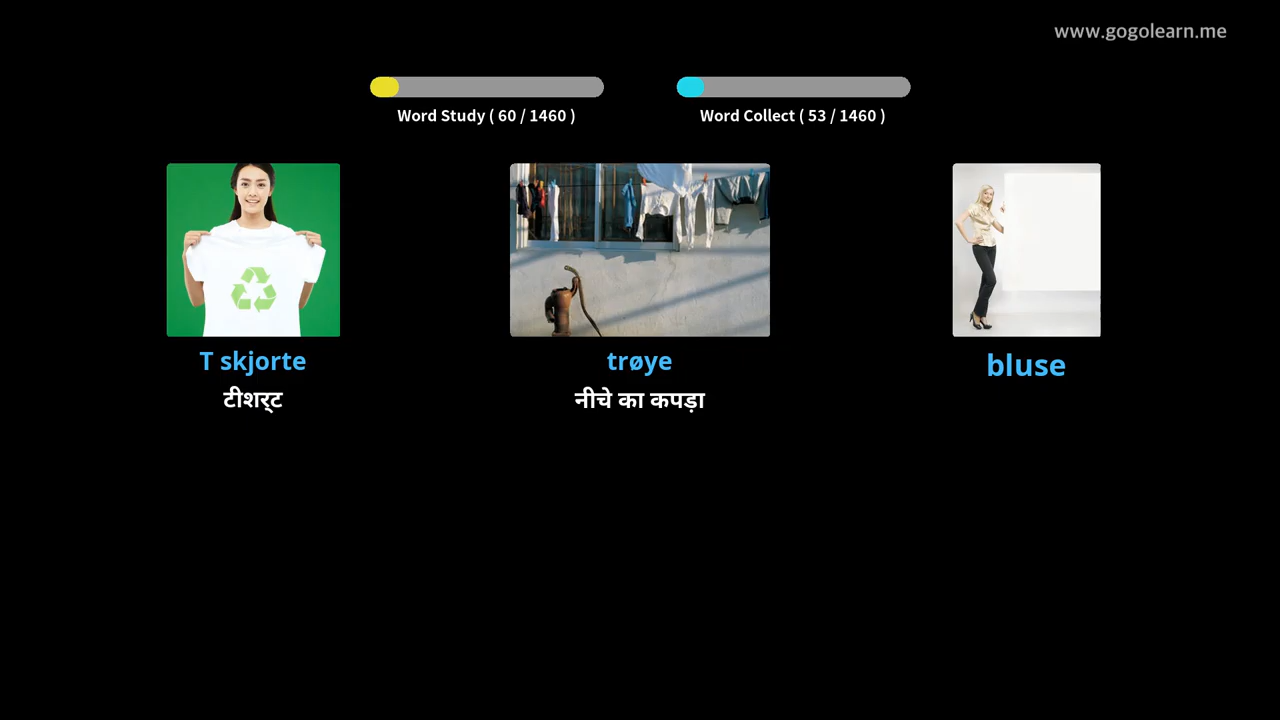 www.gogolearn.me
Word Study ( 60 / 1460 )
Word Collect ( 53 / 1460 )
T skjorte
trøye
bluse
टीशर्ट
नीचे का कपड़ा